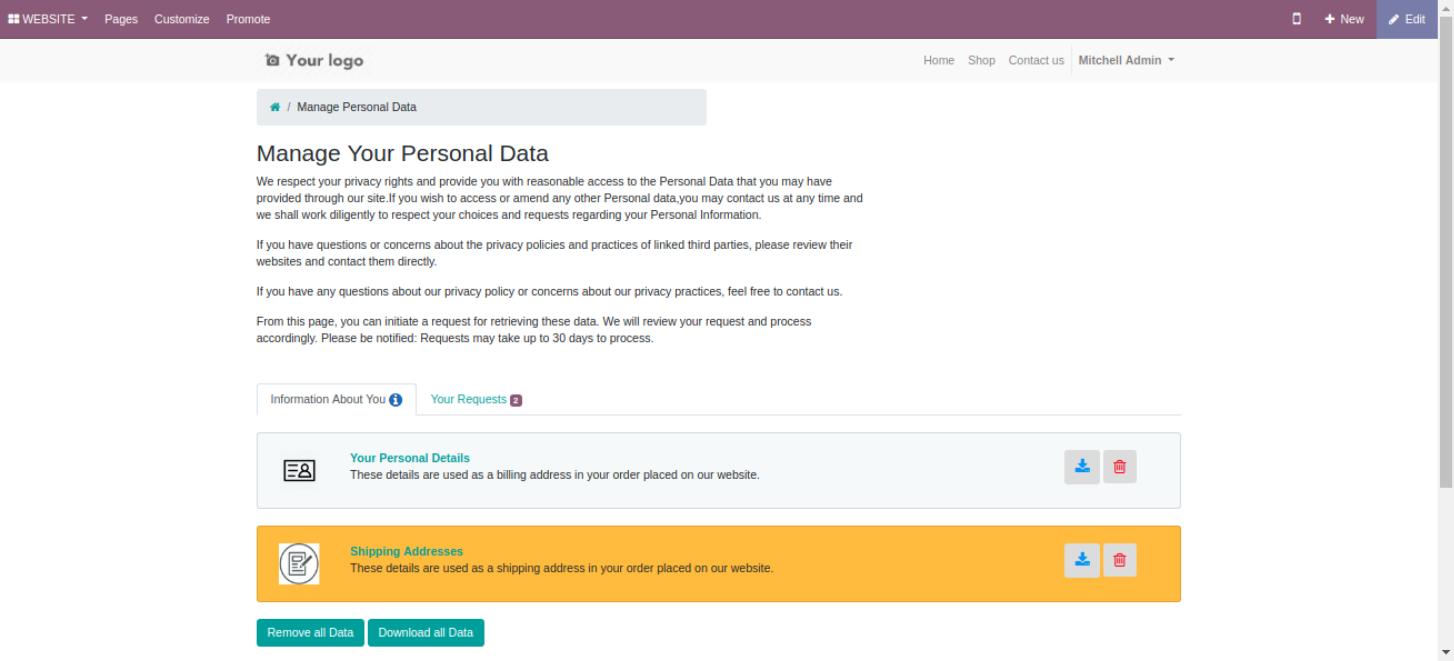 WEBSITE Pages Customize Promote New Edit
Your logo Home Shop Contact us Mitchell Admin
/ Manage Personal Data
Manage Your Personal Data
We respect your privacy rights and provide you with reasonable access to the Personal Data that you may have
provided through our site.If you wish to access or amend any other Personal data,you may contact us at any time and
we shall work diligently to respect your choices and requests regarding your Personal Information.
If you have questions or concerns about the privacy policies and practices of linked third parties, please review their
websites and contact them directly.
If you have any questions about our privacy policy or concerns about our privacy practices, feel free to contact us.
From this page, you can initiate a request for retrieving these data. We will review your request and process
accordingly. Please be notified: Requests may take up to 30 days to process.
Information About You Your Requests 2
Your Personal Details
These details are used as a billing address in your order placed on our website.
Shipping Addresses
These details are used as a shipping address in your order placed on our website.
Remove all Data Download all Data